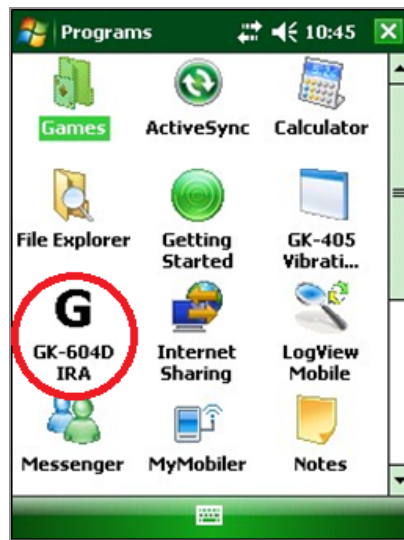 Programs 10:45
Games ActiveSync Calculator
File Explorer Getting Started GK-405 Vibrati...
G
GK-604D IRA Internet Sharing LogView Mobile
Messenger MyMobiler Notes